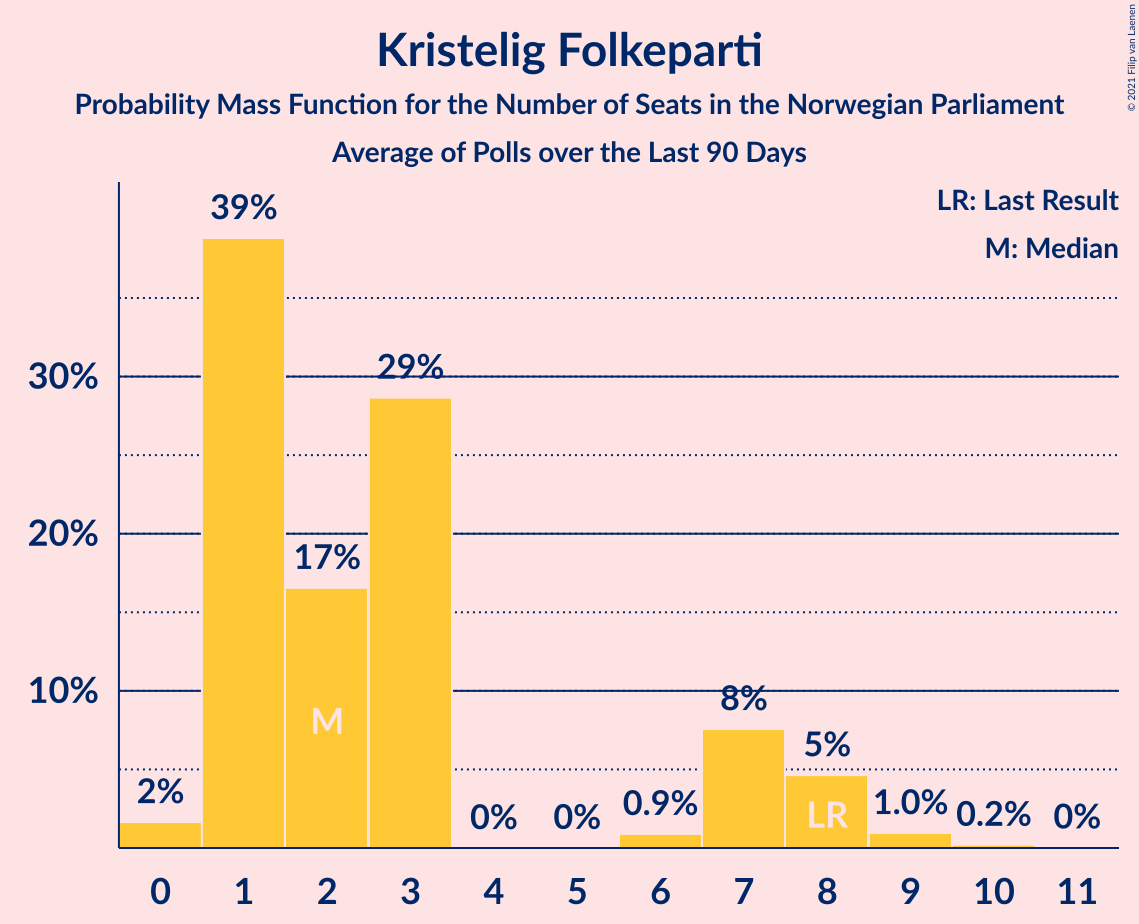 Kristelig Folkeparti
Probability Mass Function for the Number of Seats in the Norwegian Parliament
Average of Polls over the Last 90 Days
© 2021 Filip van Laenen
LR: Last Result
M: Median
39%
29%
30%
20%
17%
10%
8%
M
5%
2%
0.9%
1.0%
0.2%
0%
0%
0%
LR
0 1 2 3 4 5 6 7 8 9 10 11